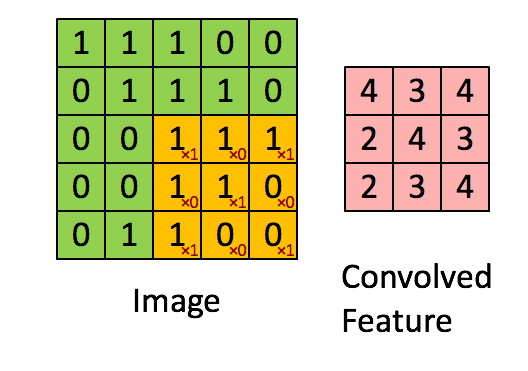 1 1 1 0 0
0 1 1 1 0
0 0 1×1 1×0 1×1
0 0 1×0 1×1 0×0
0 1 1×1 0×0 0×1
Image
4 3 4
2 4 3
2 3 4
Convolved
Feature